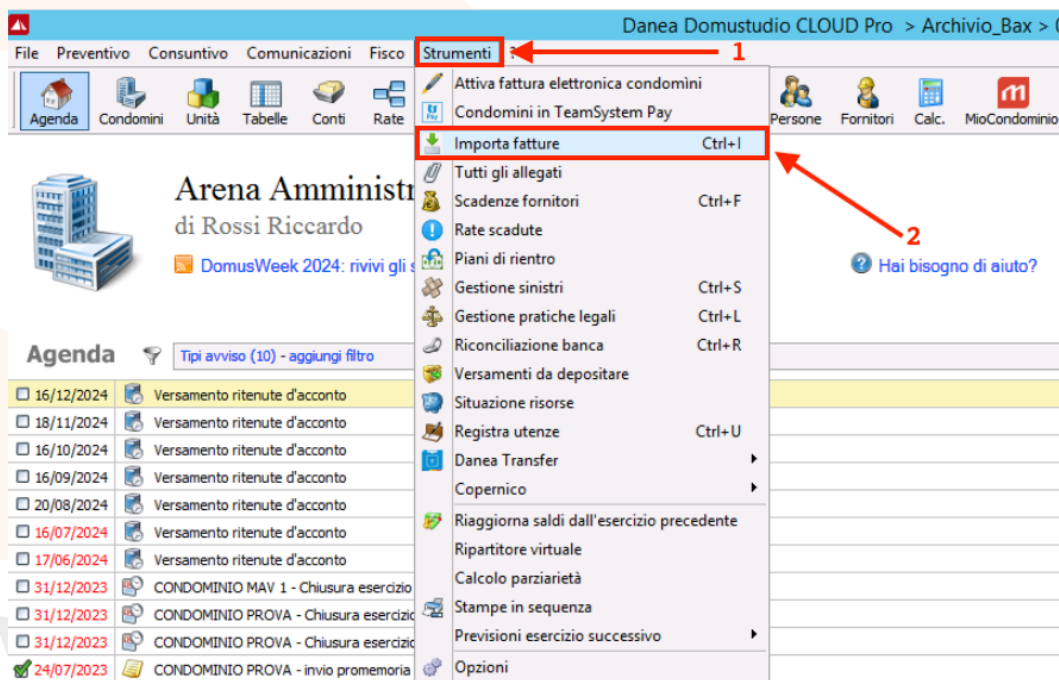 Danea Domustudio CLOUD Pro > Archivio_Bax >
File Preventivo Consuntivo Comunicazioni Fisco Strumenti ? 1
Agenda Condomini Unità Tabelle Conti Rate Persone Fornitori Calc. MioCondominio
Attiva fattura elettronica condomìni
Condomini in TeamSystem Pay
Importa fatture Ctrl+I
Tutti gli allegati
Scadenze fornitori Ctrl+F
Rate scadute
Piani di rientro
Gestione sinistri Ctrl+S
Gestione pratiche legali Ctrl+L
Riconciliazione banca Ctrl+R
Versamenti da depositare
Situazione risorse
Registra utenze Ctrl+U
Danea Transfer
Copernico
Riaggiorna saldi dall'esercizio precedente
Ripartitore virtuale
Calcolo parziarietà
Stampe in sequenza
Previsioni esercizio successivo
Opzioni
2
Arena Amministr
di Rossi Riccardo
DomusWeek 2024: rivivi gli s
Hai bisogno di aiuto?
Agenda Tipi avviso (10) - aggiungi filtro
16/12/2024 Versamento ritenute d'acconto
18/11/2024 Versamento ritenute d'acconto
16/10/2024 Versamento ritenute d'acconto
16/09/2024 Versamento ritenute d'acconto
20/08/2024 Versamento ritenute d'acconto
16/07/2024 Versamento ritenute d'acconto
17/06/2024 Versamento ritenute d'acconto
31/12/2023 CONDOMINIO MAV 1 - Chiusura esercizio
31/12/2023 CONDOMINIO PROVA - Chiusura esercizio
31/12/2023 CONDOMINIO PROVA - Chiusura esercizio
24/07/2023 CONDOMINIO PROVA - invio promemoria